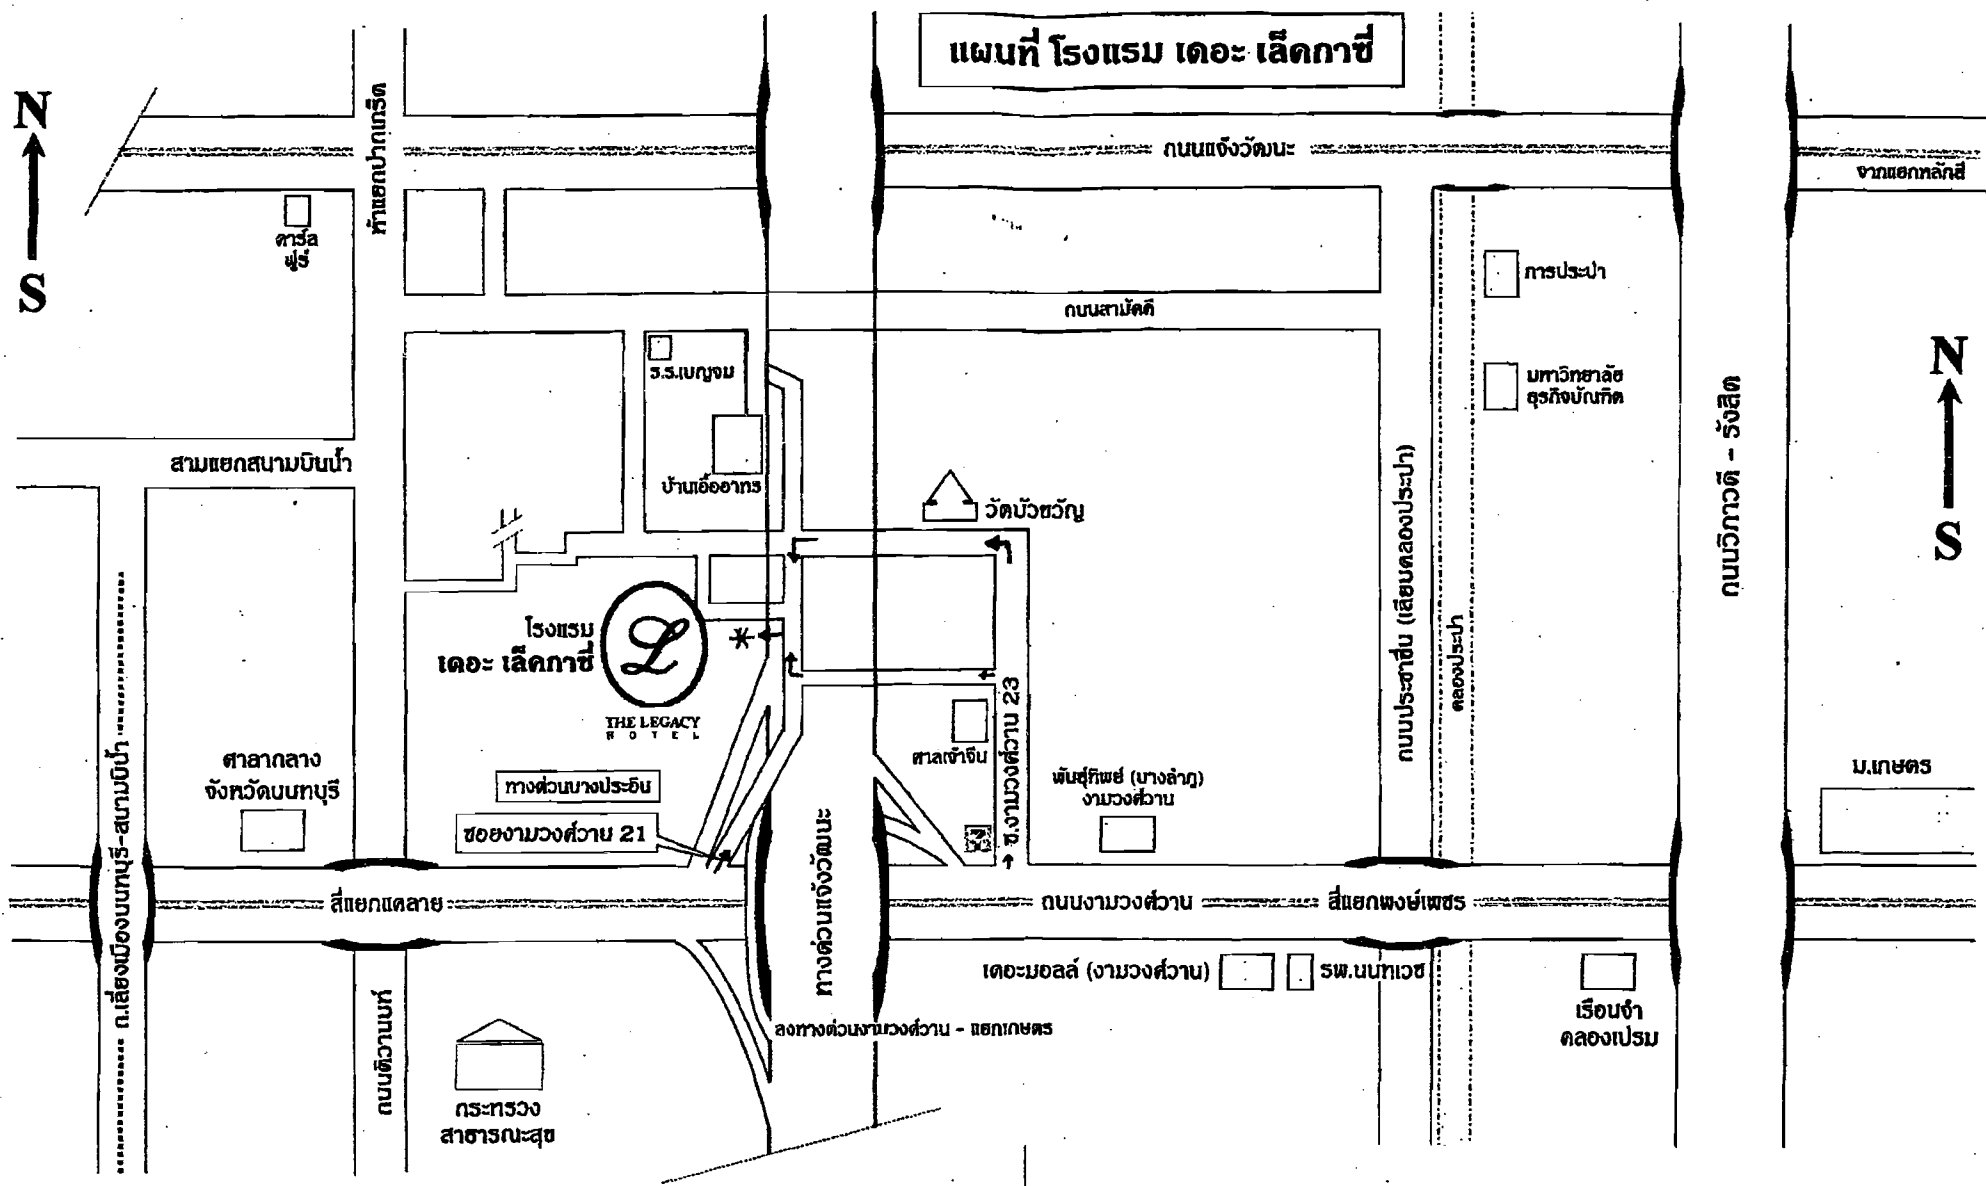 แผนที่ โรงแรม เดอะ เล็คกาซี่
N
S
ห้าแยกปากเกร็ด
ถนนแจ้งวัฒนะ
จากแยกหลักสี่
คาร์ล
ฟูร์
การประปา
ถนนสามัคคี
N
S
ร.ร.เบญจม
มหาวิทยาลัย
ธุรกิจบัณฑิต
ถนนวิภาวดี - รังสิต
สามแยกสนามบินน้ำ
บ้านเอื้ออาทร
วัดบัวขวัญ
ถนนประชาชื่น (เลียบคลองประปา)
คลองประปา
โรงแรม
เดอะ เล็คกาซี่
L
THE LEGACY
HOTEL
ซ.งามวงศ์วาน 23
ศาลเจ้าจีน
ศาลากลาง
จังหวัดนนทบุรี
ทางด่วนบางปะอิน
ซอยงามวงศ์วาน 21
พันธุ์ทิพย์ (บางลำภู)
งามวงศ์วาน
ม.เกษตร
ถ.เลี่ยงเมืองนนทบุรี-สนามบินน้ำ
ทางด่วนแจ้งวัฒนะ
สี่แยกแคลาย
ถนนงามวงศ์วาน
สี่แยกพงษ์เพชร
เดอะมอลล์ (งามวงศ์วาน)
รพ.นนทเวช
เรือนจำ
คลองเปรม
ลงทางด่วนงามวงศ์วาน - แยกเกษตร
ถนนติวานนท์
กระทรวง
สาธารณะสุข